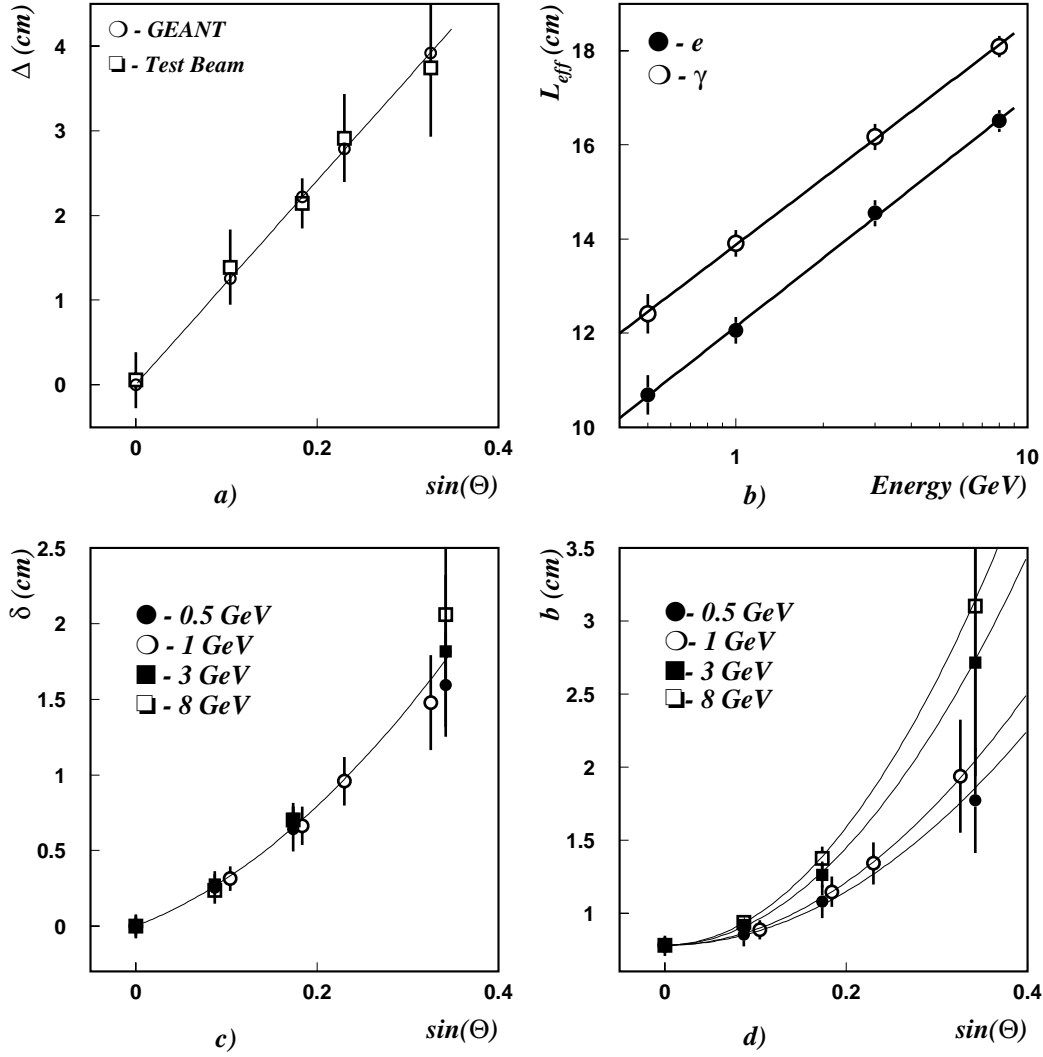 Δ (cm)
- GEANT
- Test Beam
4
3
2
1
0
0
0.2
0.4
a)
sin(Θ)
L_eff (cm)
- e
- γ
18
16
14
12
10
1
10
b)
Energy (GeV)
δ (cm)
2.5
- 0.5 GeV
- 1 GeV
- 3 GeV
- 8 GeV
2
1.5
1
0.5
0
0
0.2
0.4
c)
sin(Θ)
b (cm)
3.5
- 0.5 GeV
- 1 GeV
- 3 GeV
- 8 GeV
3
2.5
2
1.5
1
0
0.2
0.4
d)
sin(Θ)